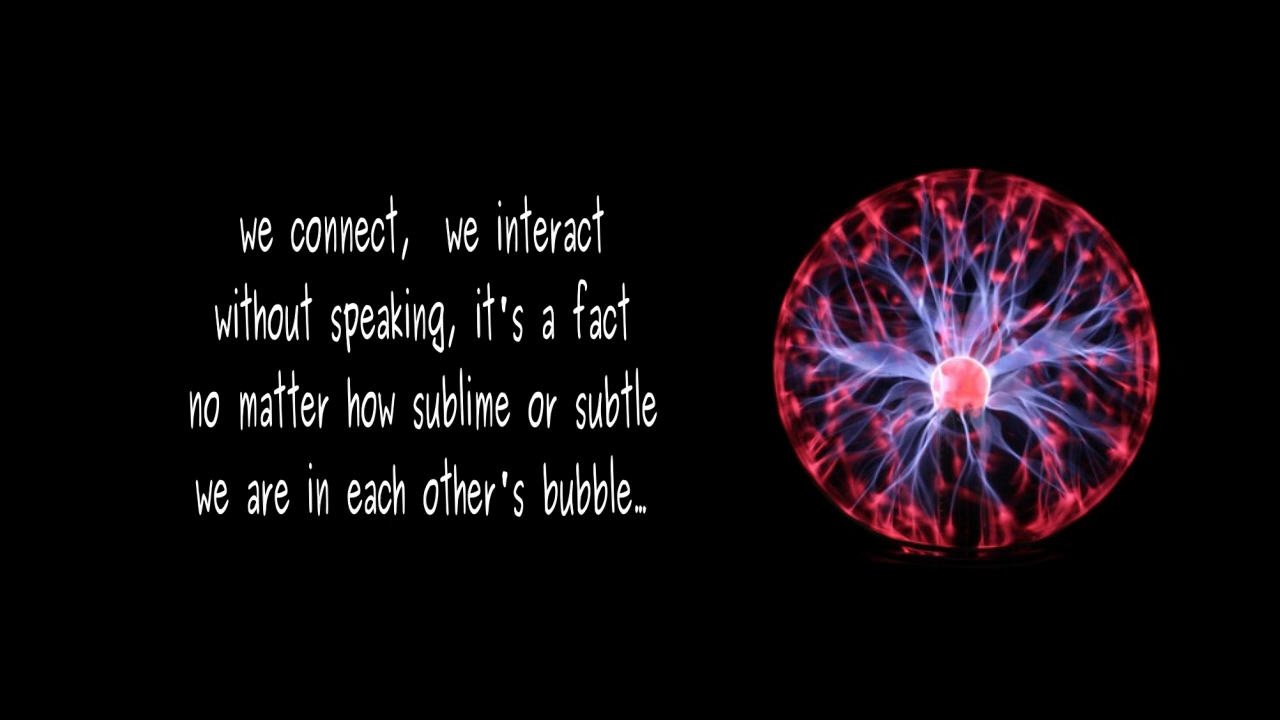 we connect,  we interact
without speaking, it's a fact
no matter how sublime or subtle
we are in each other's bubble...